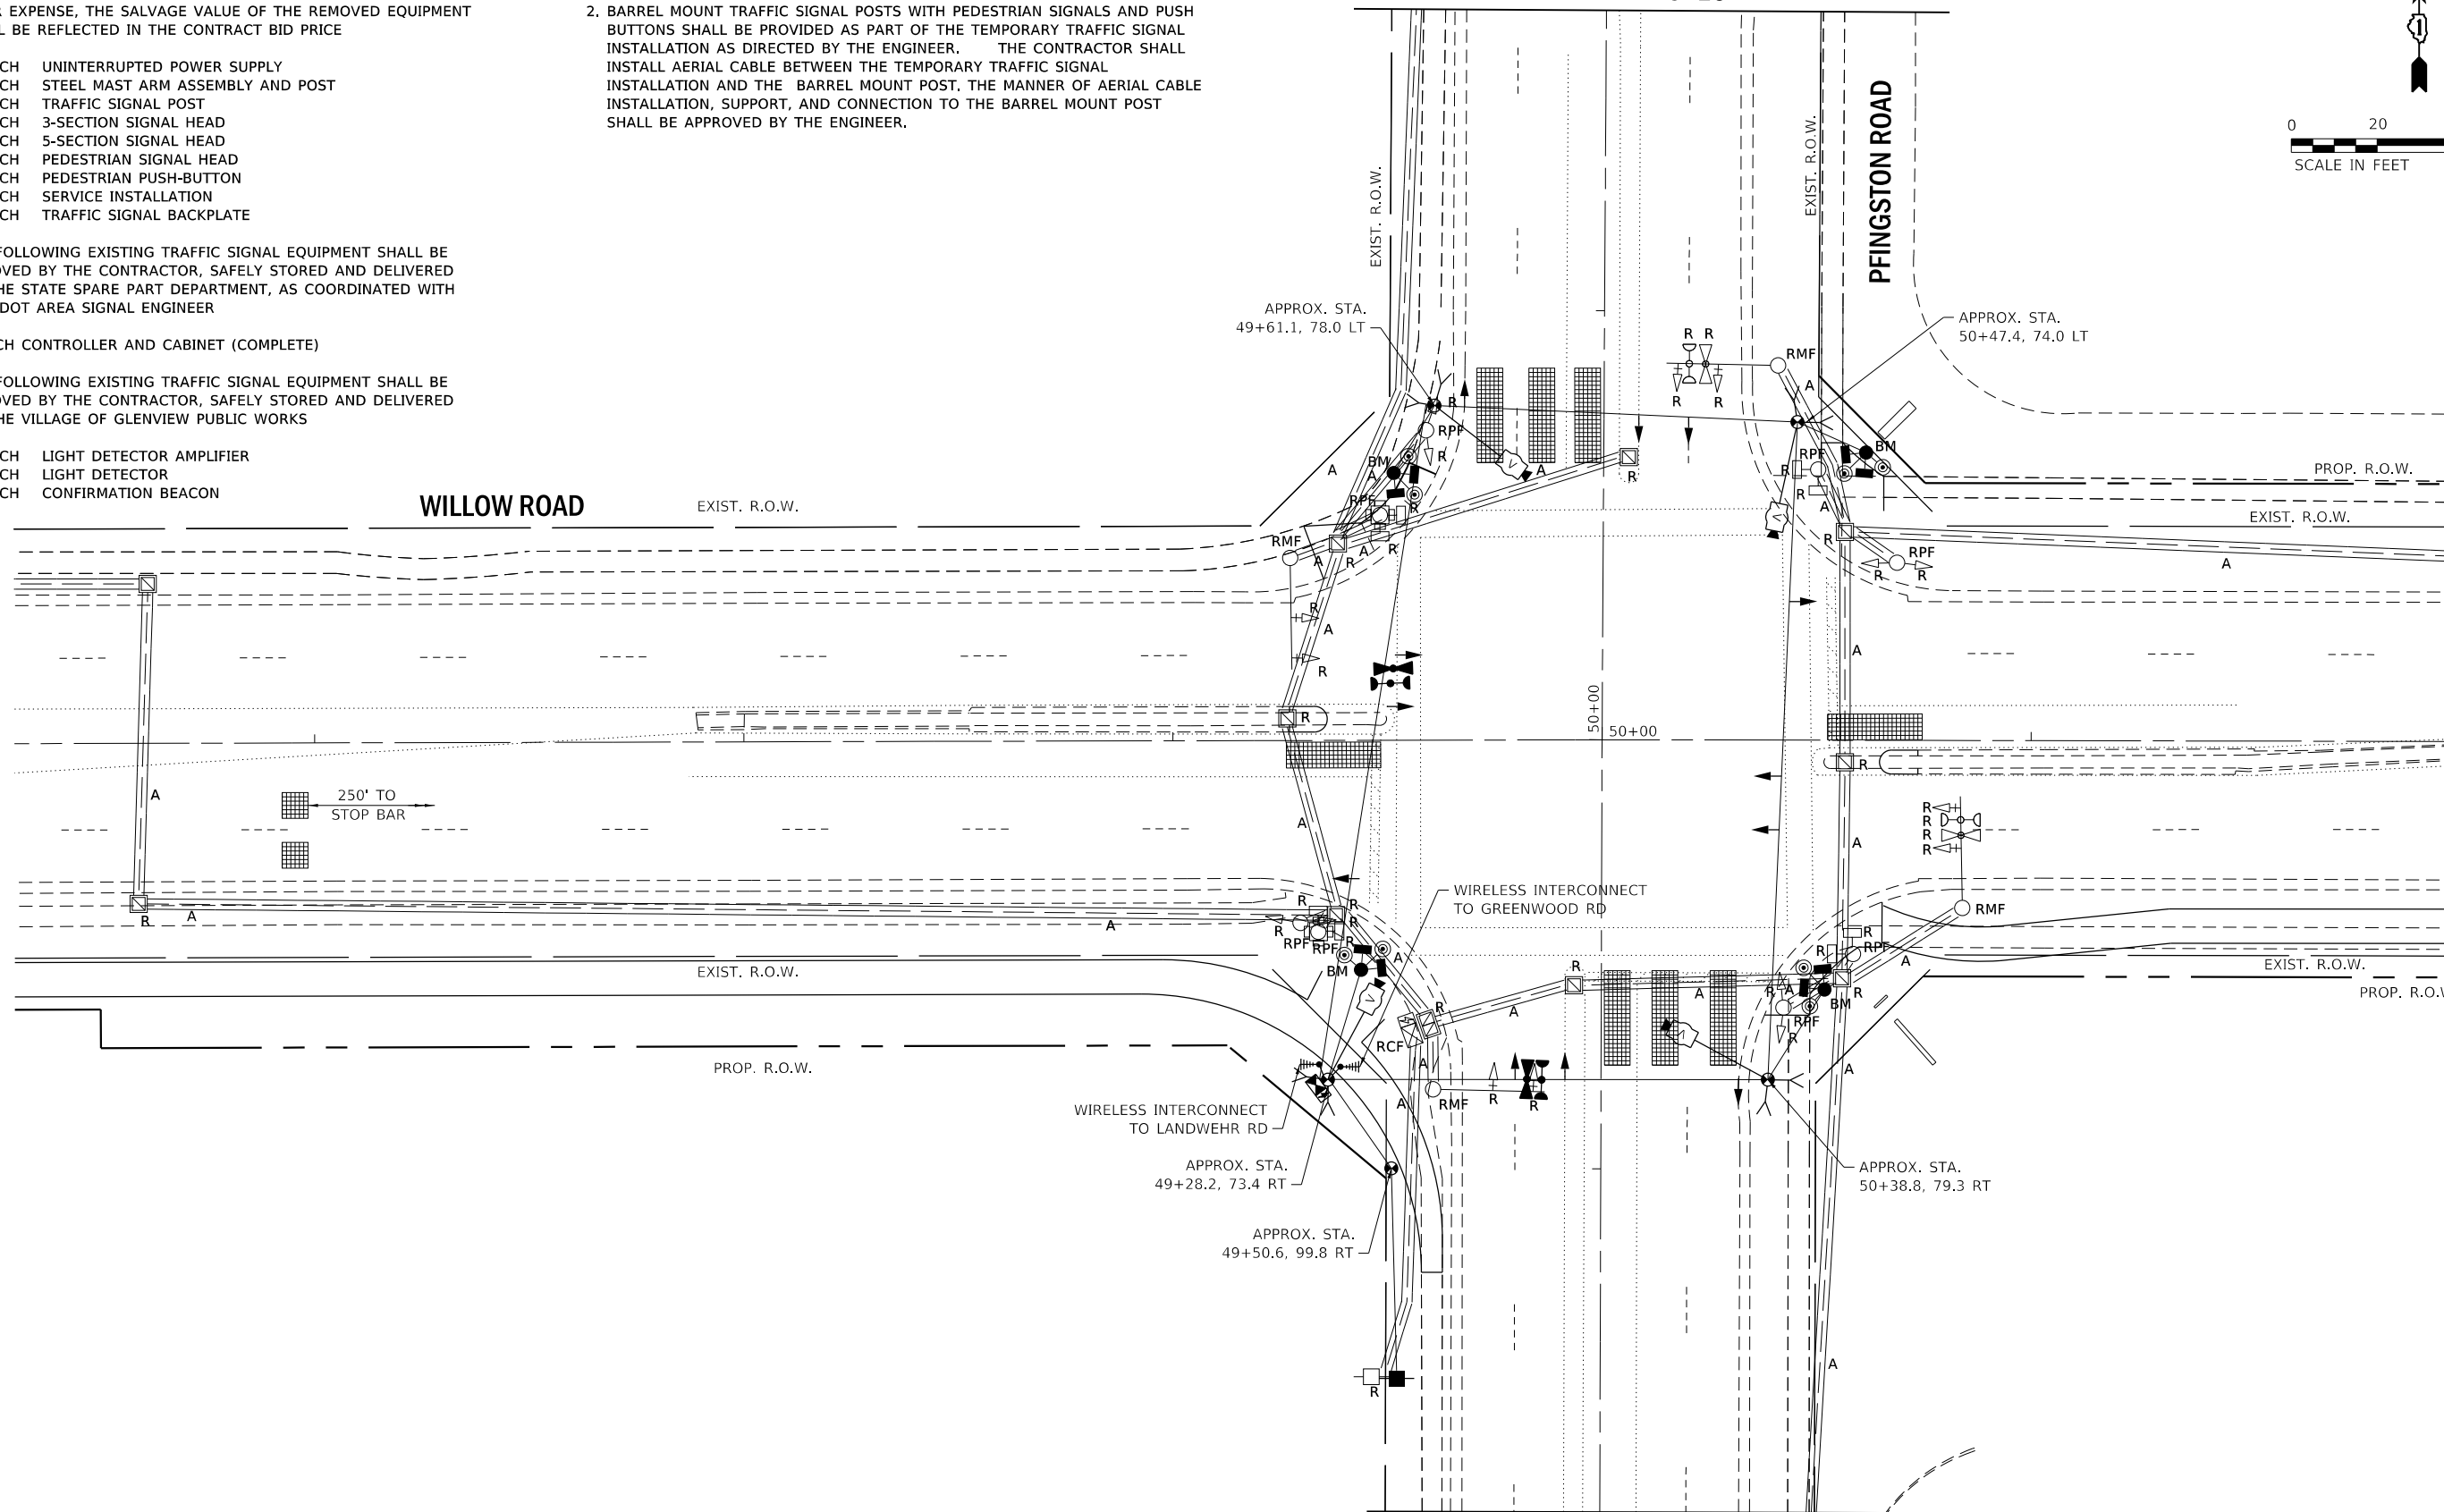 R EXPENSE, THE SALVAGE VALUE OF THE REMOVED EQUIPMENT
L BE REFLECTED IN THE CONTRACT BID PRICE
CH UNINTERRUPTED POWER SUPPLY
CH STEEL MAST ARM ASSEMBLY AND POST
CH TRAFFIC SIGNAL POST
CH 3-SECTION SIGNAL HEAD
CH 5-SECTION SIGNAL HEAD
CH PEDESTRIAN SIGNAL HEAD
CH PEDESTRIAN PUSH-BUTTON
CH SERVICE INSTALLATION
CH TRAFFIC SIGNAL BACKPLATE
FOLLOWING EXISTING TRAFFIC SIGNAL EQUIPMENT SHALL BE
OVED BY THE CONTRACTOR, SAFELY STORED AND DELIVERED
HE STATE SPARE PART DEPARTMENT, AS COORDINATED WITH
DOT AREA SIGNAL ENGINEER
CH CONTROLLER AND CABINET (COMPLETE)
FOLLOWING EXISTING TRAFFIC SIGNAL EQUIPMENT SHALL BE
OVED BY THE CONTRACTOR, SAFELY STORED AND DELIVERED
HE VILLAGE OF GLENVIEW PUBLIC WORKS
CH LIGHT DETECTOR AMPLIFIER
CH LIGHT DETECTOR
CH CONFIRMATION BEACON
2. BARREL MOUNT TRAFFIC SIGNAL POSTS WITH PEDESTRIAN SIGNALS AND PUSH
BUTTONS SHALL BE PROVIDED AS PART OF THE TEMPORARY TRAFFIC SIGNAL
INSTALLATION AS DIRECTED BY THE ENGINEER. THE CONTRACTOR SHALL
INSTALL AERIAL CABLE BETWEEN THE TEMPORARY TRAFFIC SIGNAL
INSTALLATION AND THE BARREL MOUNT POST. THE MANNER OF AERIAL CABLE
INSTALLATION, SUPPORT, AND CONNECTION TO THE BARREL MOUNT POST
SHALL BE APPROVED BY THE ENGINEER.
EXIST. R.O.W.
EXIST. R.O.W.
PFINGSTON ROAD
1
0 20
SCALE IN FEET
APPROX. STA.
49+61.1, 78.0 LT
APPROX. STA.
50+47.4, 74.0 LT
R R
RMF
A
R R
R
RPF
R
BM
A
A
A
R
RPF
R
BM
RPF
R
R
A
PROP. R.O.W.
EXIST. R.O.W.
WILLOW ROAD
EXIST. R.O.W.
RMF
A
R
A
R
R
RPF
R R
A
R
A
R
A
R
50+00
50+00
R
A
250' TO
STOP BAR
A
A
R
R
R
R
WIRELESS INTERCONNECT
TO GREENWOOD RD
RMF
R
A
A
R
R
R
R
RPF
RPF
R
BM
A
EXIST. R.O.W.
R
R
RPF
A
R
A
A
R
BM
RPF
R
EXIST. R.O.W.
PROP. R.O.W
R
A
RCF
A
A
RMF
R
R
A
PROP. R.O.W.
WIRELESS INTERCONNECT
TO LANDWEHR RD
APPROX. STA.
49+28.2, 73.4 RT
APPROX. STA.
50+38.8, 79.3 RT
APPROX. STA.
49+50.6, 99.8 RT
R
A